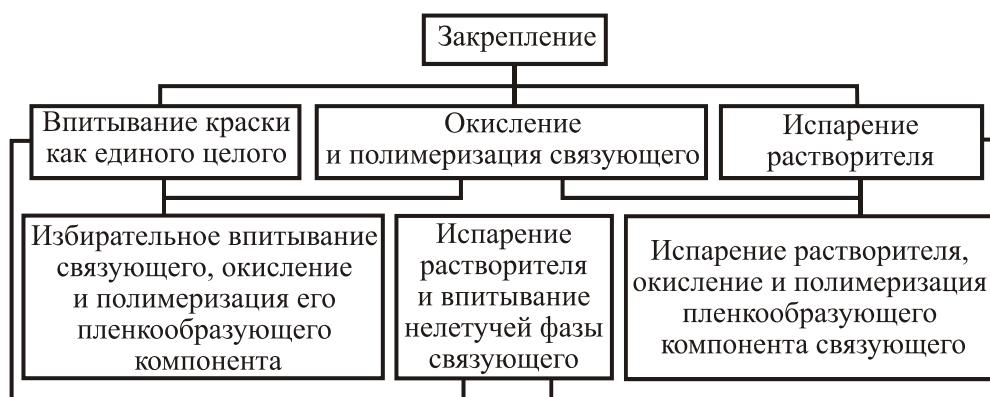 Закрепление
Впитывание краски
как единого целого
Окисление
и полимеризация связующего
Испарение
растворителя
Избирательное впитывание
связующего, окисление
и полимеризация его
пленкообразующего
компонента
Испарение
растворителя
и впитывание
нелетучей фазы
связующего
Испарение растворителя,
окисление и полимеризация
пленкообразующего
компонента связующего